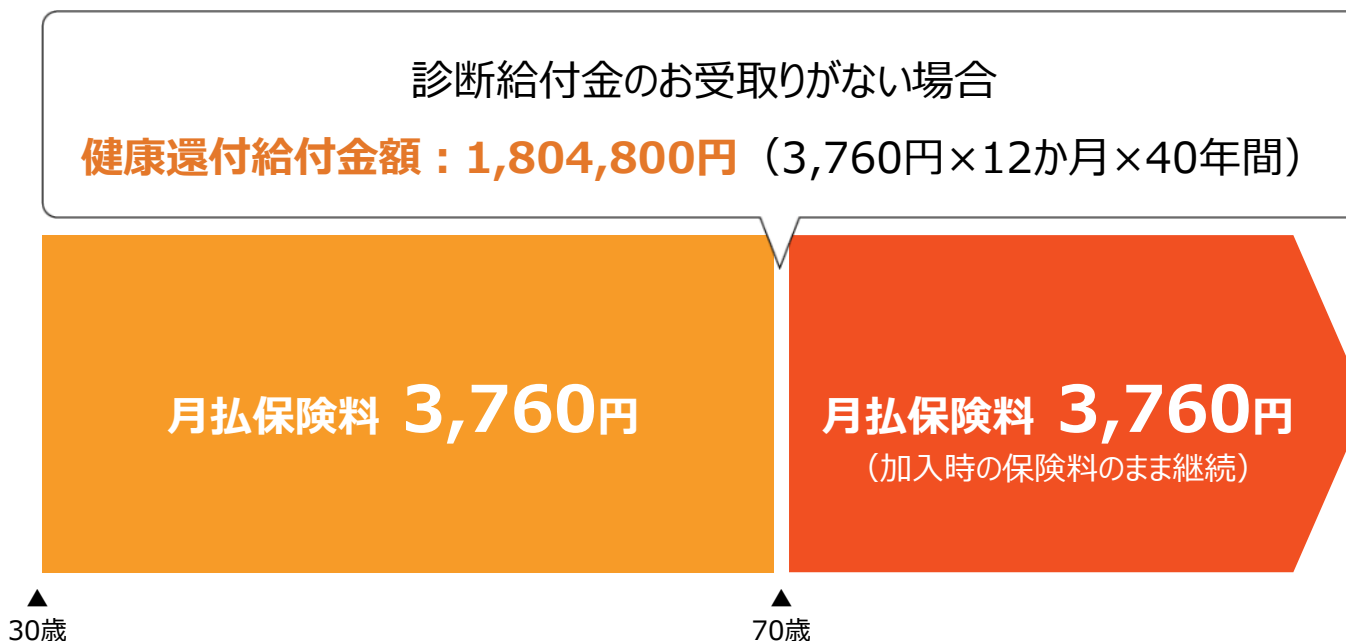 診断給付金のお受取りがない場合
健康還付給付金額：1,804,800円（3,760円×12か月×40年間）
月払保険料 3,760円
月払保険料 3,760円
（加入時の保険料のまま継続）
▲
30歳
▲
70歳